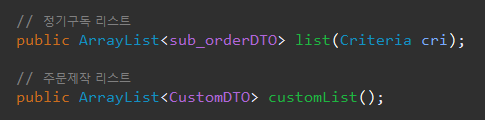 // 정기구독 리스트
public ArrayList<sub_orderDTO> list(Criteria cri);
// 주문제작 리스트
public ArrayList<CustomDTO> customList();